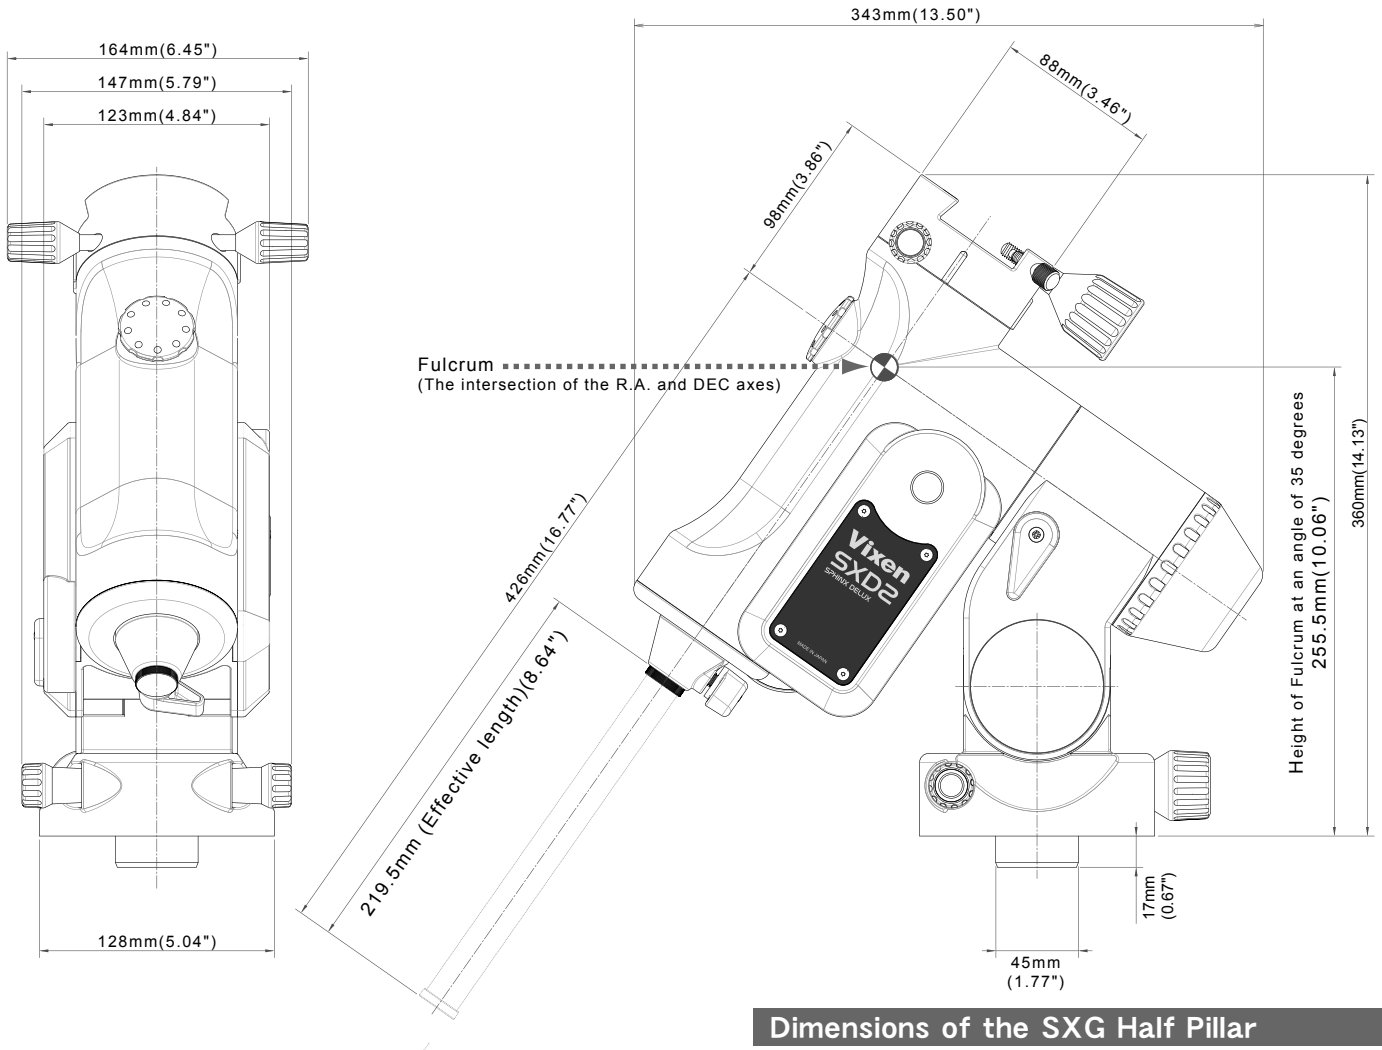 343mm(13.50")
164mm(6.45")
147mm(5.79")
123mm(4.84")
88mm(3.46")
98mm(3.86")
Fulcrum
(The intersection of the R.A. and DEC axes)
426mm(16.77")
219.5mm (Effective length)(8.64")
Vixen
SXD2
SPHINX DELUX
MADE IN JAPAN
Height of Fulcrum at an angle of 35 degrees
255.5mm(10.06")
360mm(14.13")
17mm
(0.67")
128mm(5.04")
45mm
(1.77")
Dimensions of the SXG Half Pillar